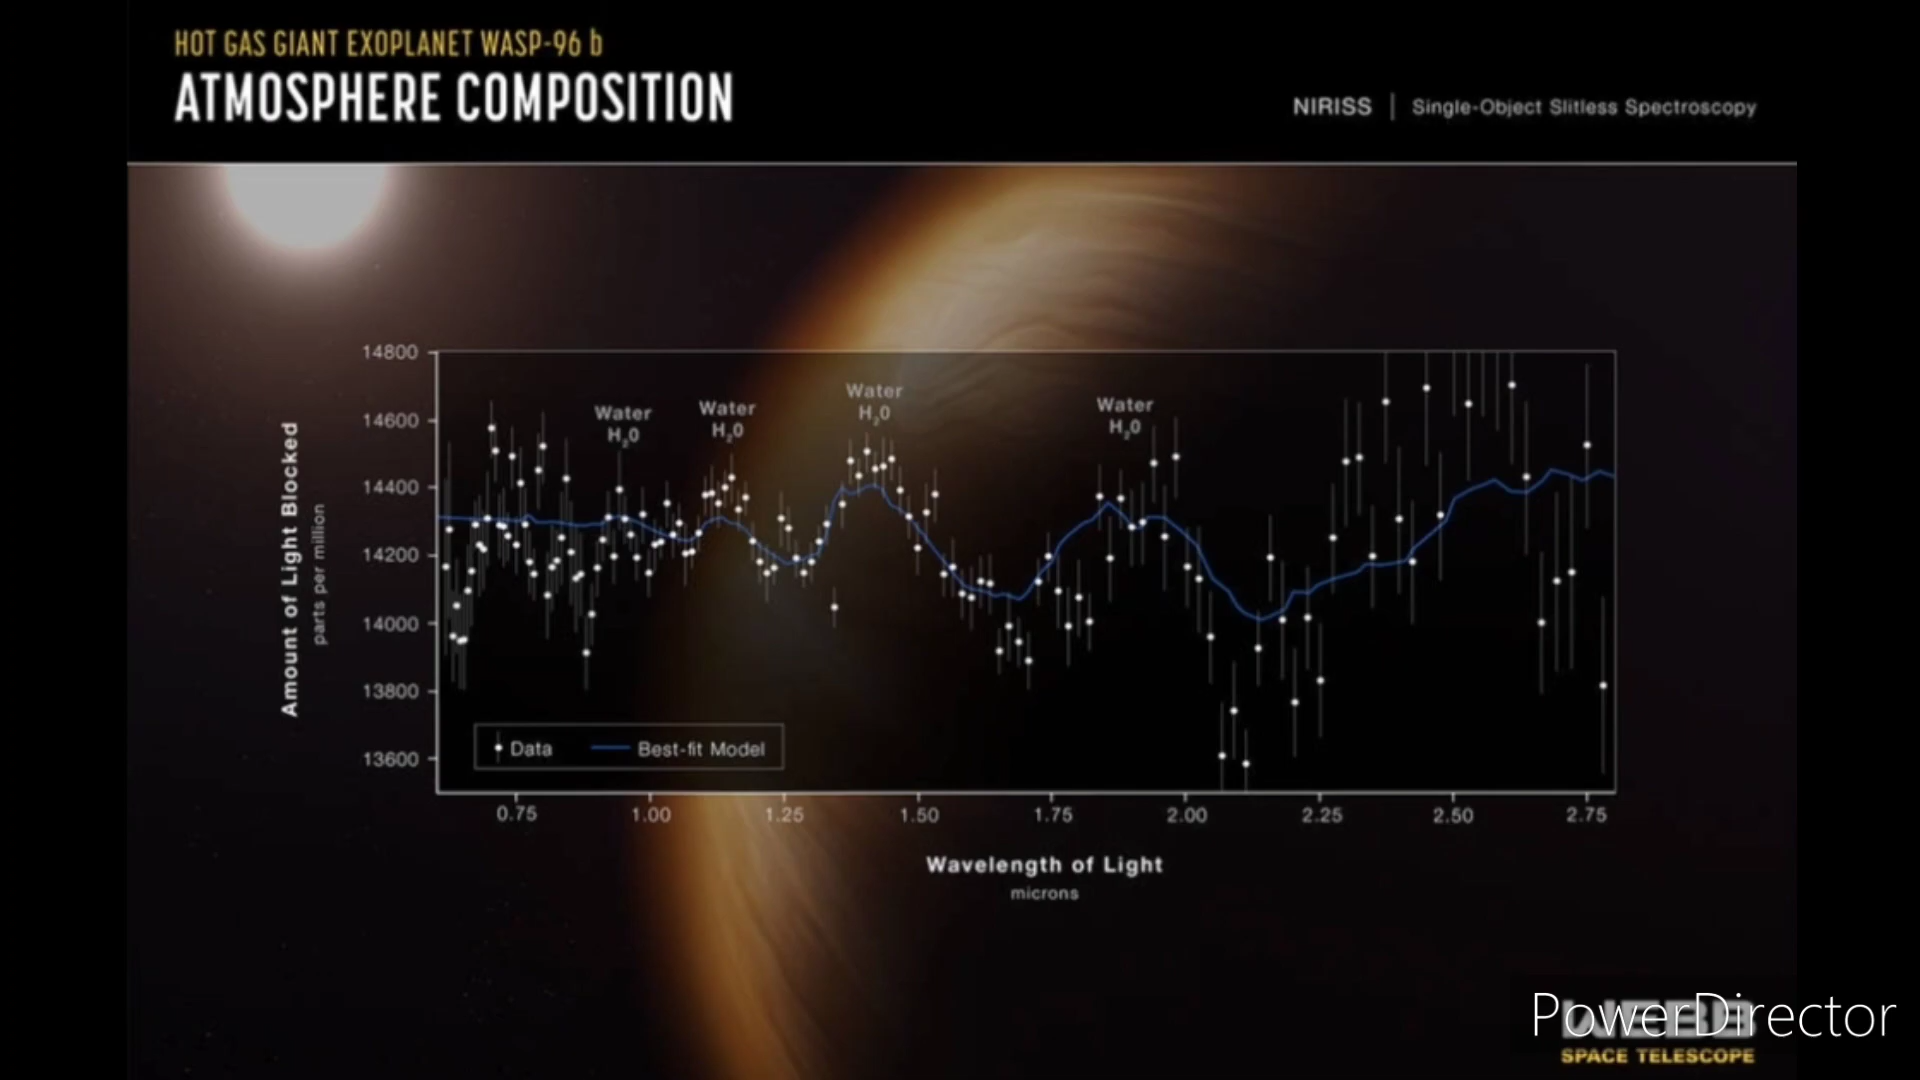 HOT GAS GIANT EXOPLANET WASP-96 b
ATMOSPHERE COMPOSITION
NIRISS | Single-Object Slitless Spectroscopy
Amount of Light Blocked
parts per million
14800
14600
14400
14200
14000
13800
13600
Water
H₂O
Water
H₂O
Water
H₂O
Water
H₂O
Data
Best-fit Model
0.75 1.00 1.25 1.50 1.75 2.00 2.25 2.50 2.75
Wavelength of Light
microns
PowerDirector
WEBB
SPACE TELESCOPE